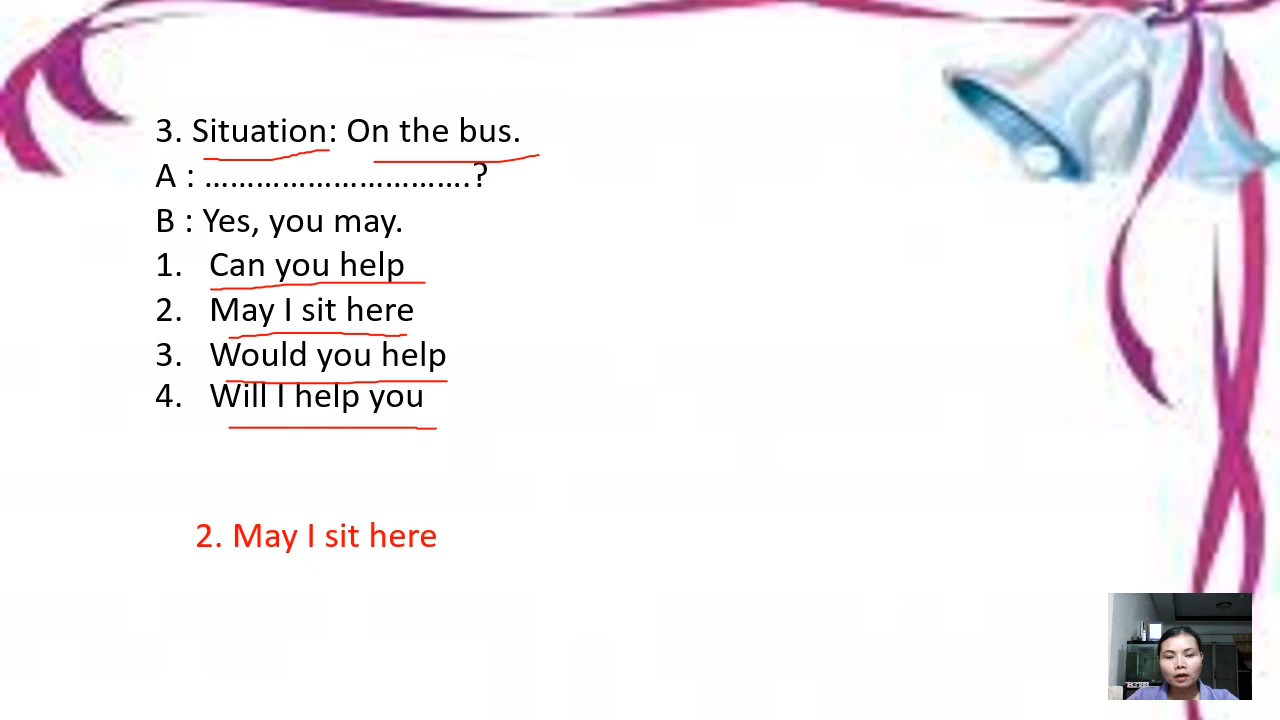 3. Situation: On the bus.
A : ………………………….?
B : Yes, you may.
1. Can you help
2. May I sit here
3. Would you help
4. Will I help you
2. May I sit here